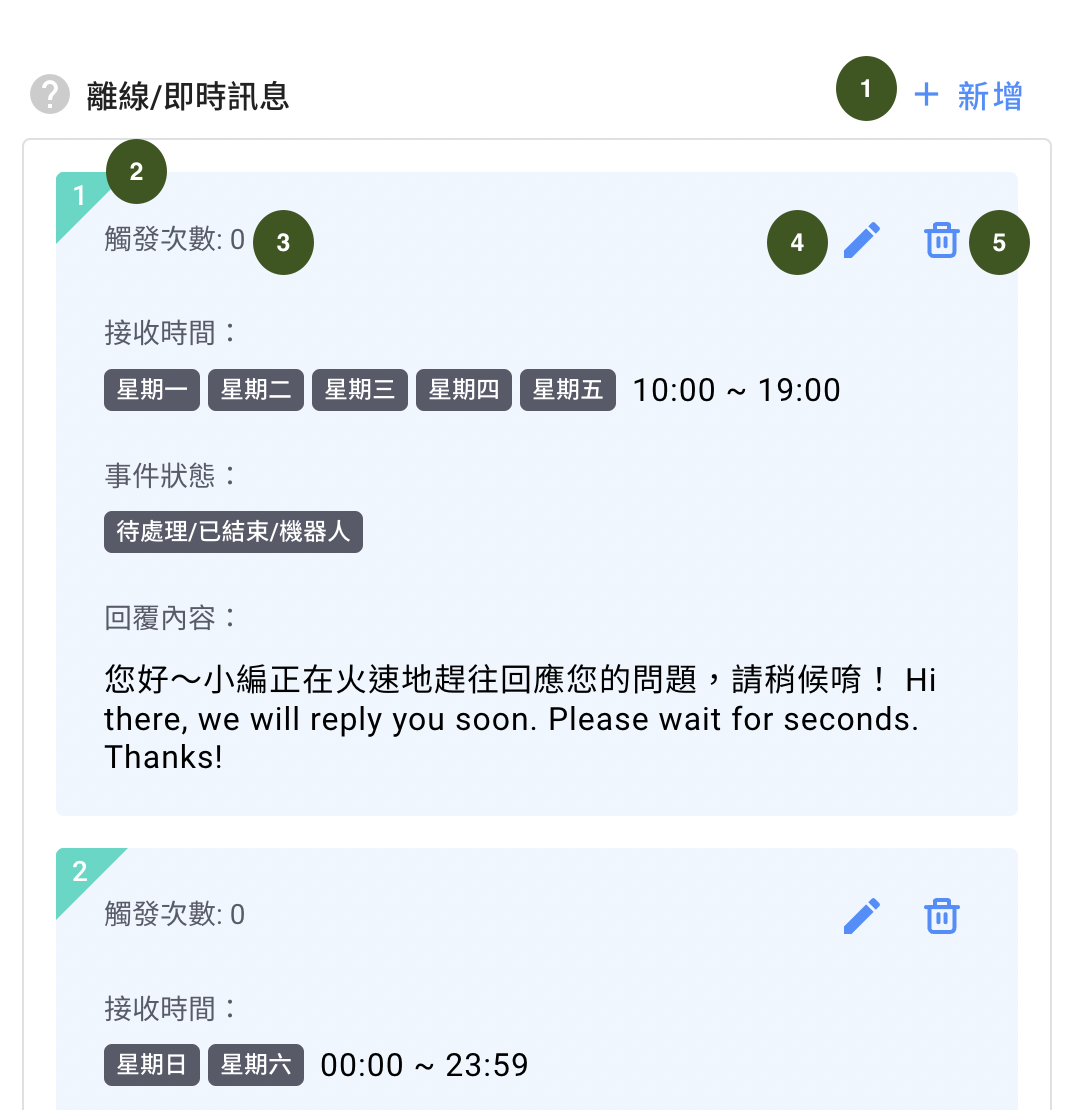 ? 離線/即時訊息 1 + 新增
1 2
觸發次數: 0 3 4 5
接收時間：
星期一 星期二 星期三 星期四 星期五 10:00 ~ 19:00
事件狀態：
待處理/已結束/機器人
回覆內容：
您好～小編正在火速地趕往回應您的問題，請稍候唷！ Hi
there, we will reply you soon. Please wait for seconds.
Thanks!
2
觸發次數: 0
接收時間：
星期日 星期六 00:00 ~ 23:59